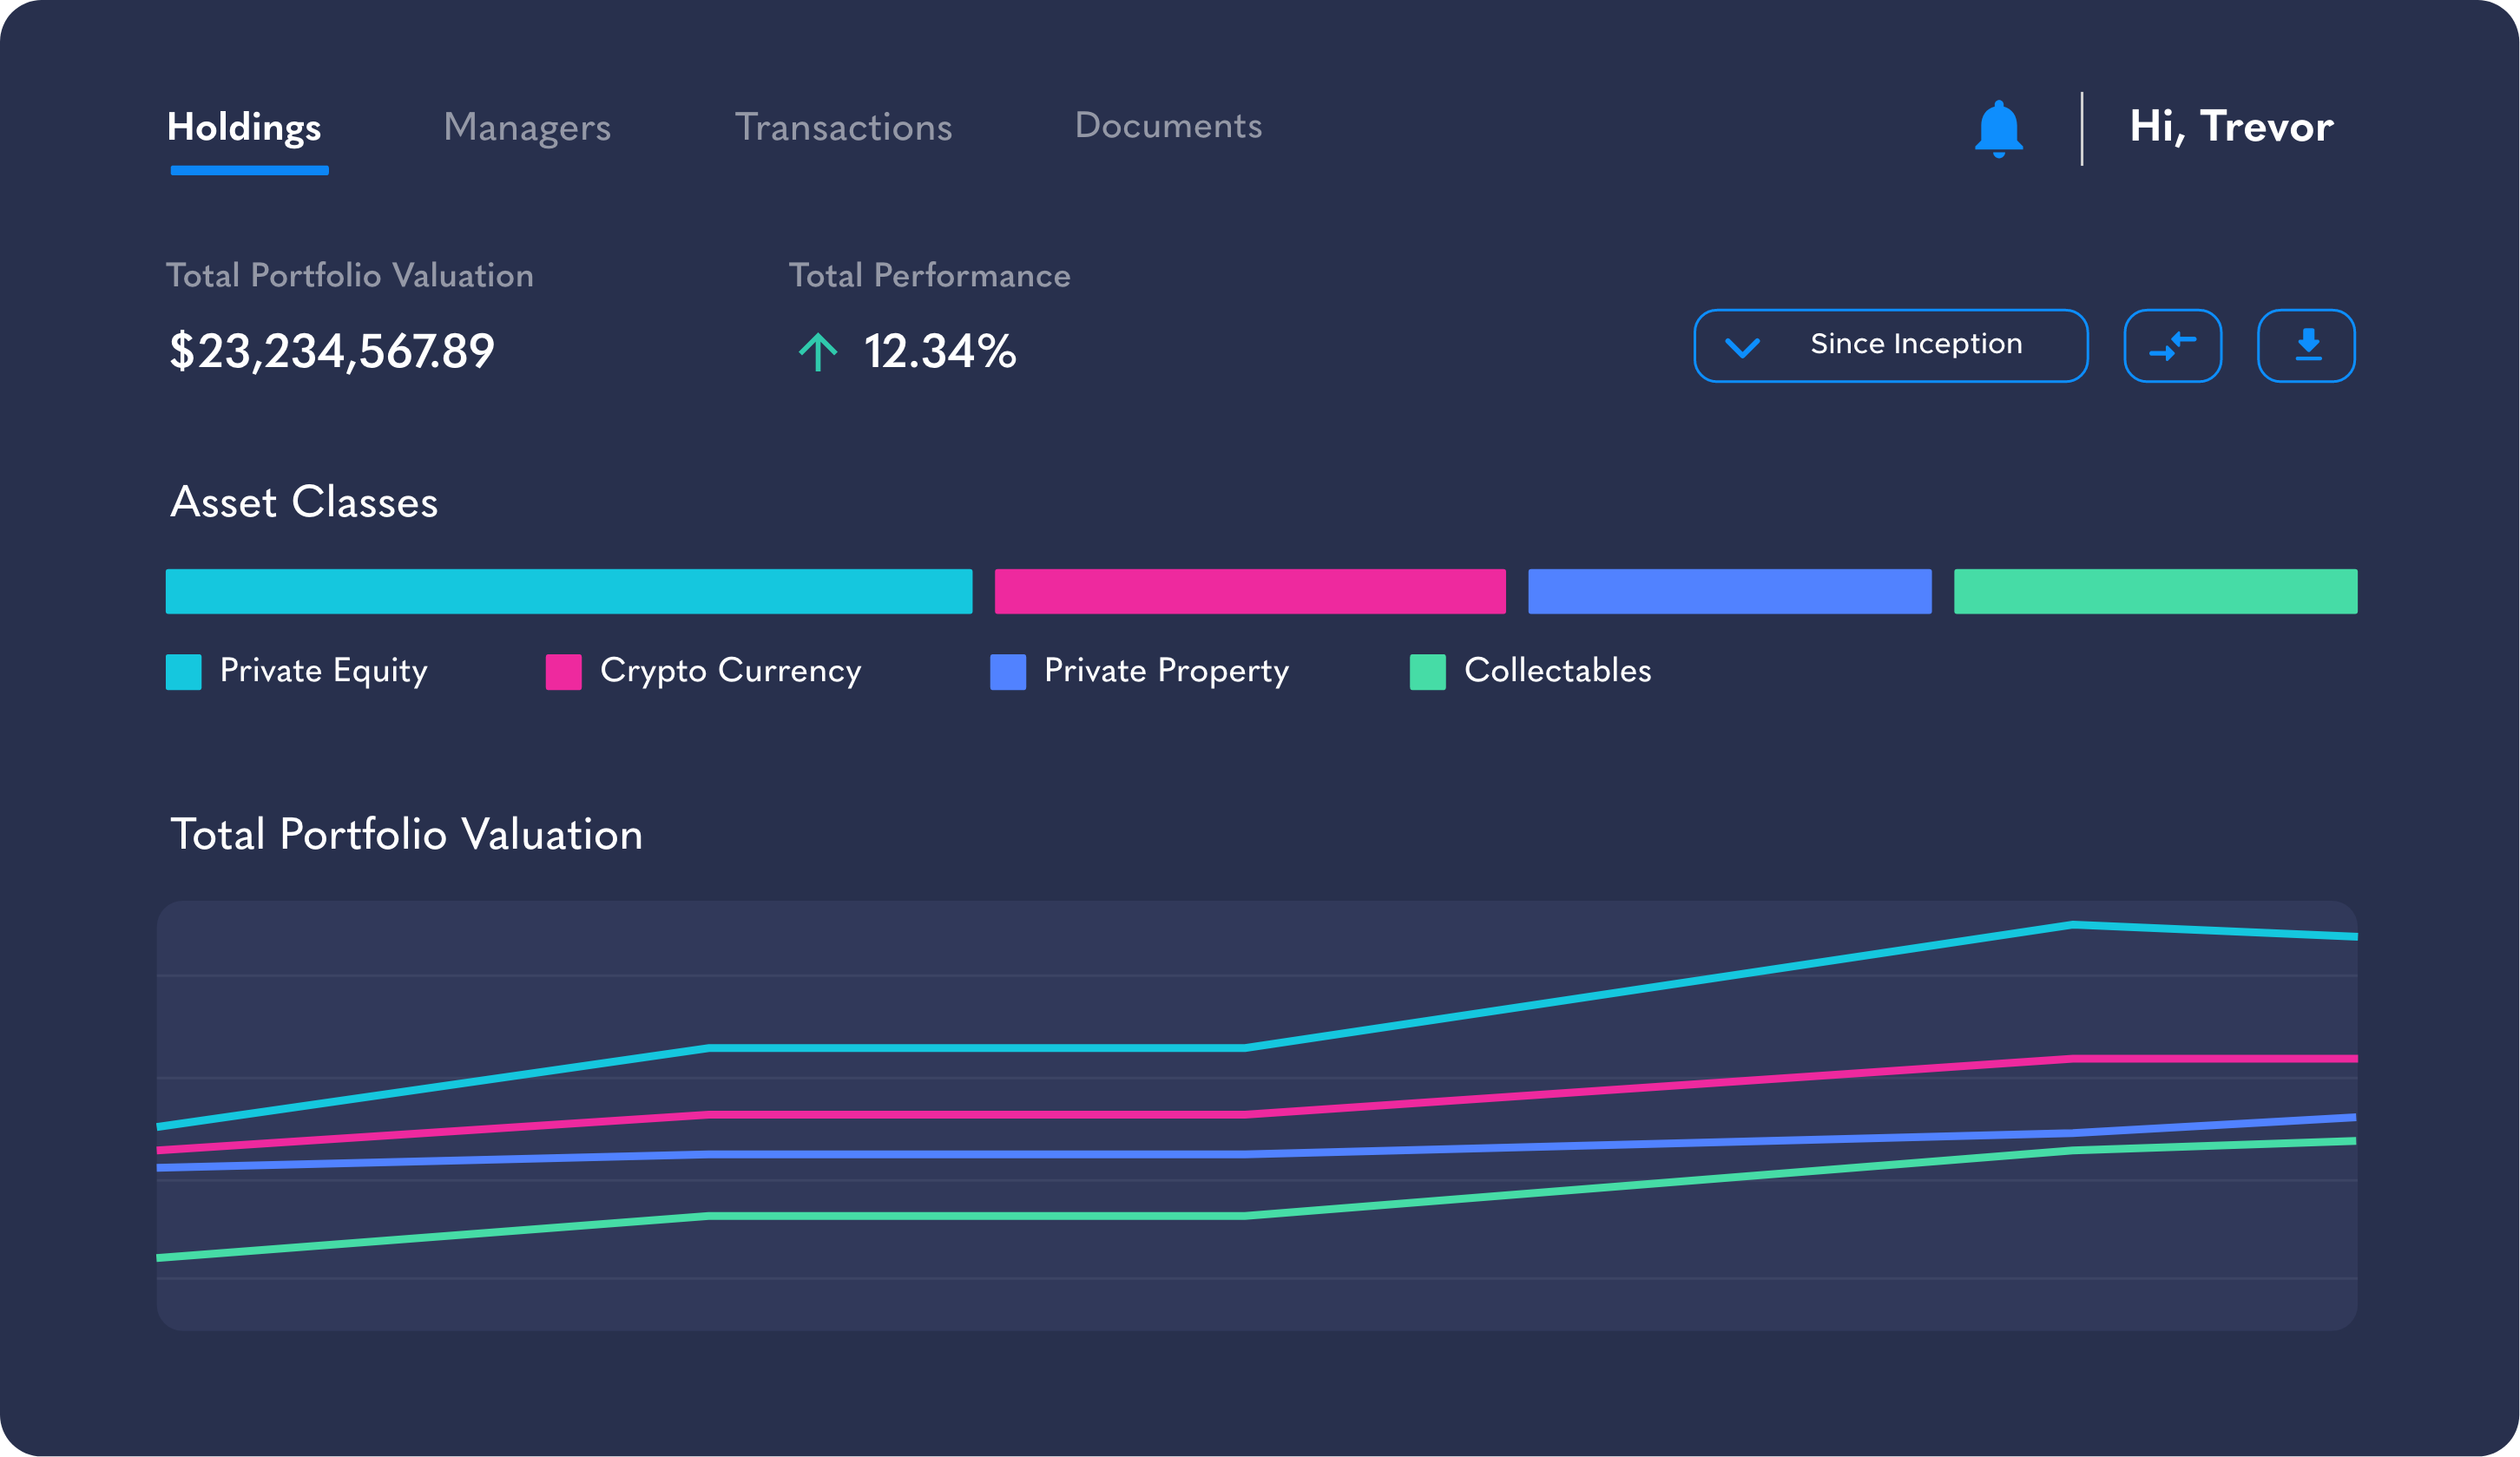 Holdings Managers Transactions Documents Hi, Trevor
Total Portfolio Valuation Total Performance
$23,234,567.89 12.34% Since Inception
Asset Classes
Private Equity Crypto Currency Private Property Collectables
Total Portfolio Valuation